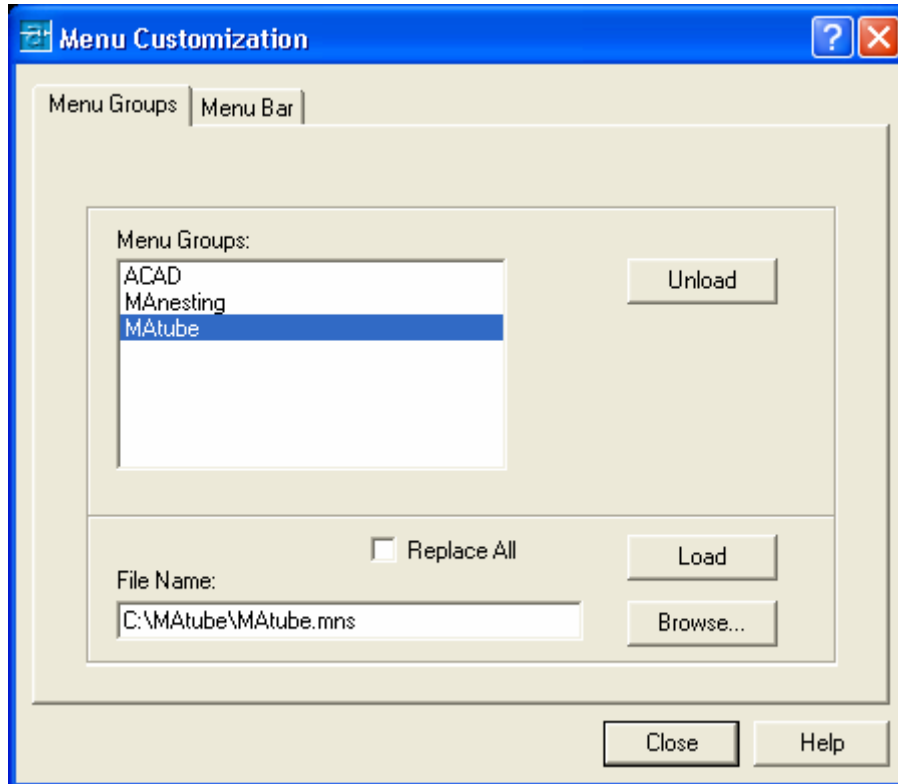 Menu Customization
Menu Groups
Menu Bar
Menu Groups:
ACAD
MAnesting
MAtube
Unload
Replace All
Load
File Name:
C:\MAtube\MAtube.mns
Browse...
Close
Help